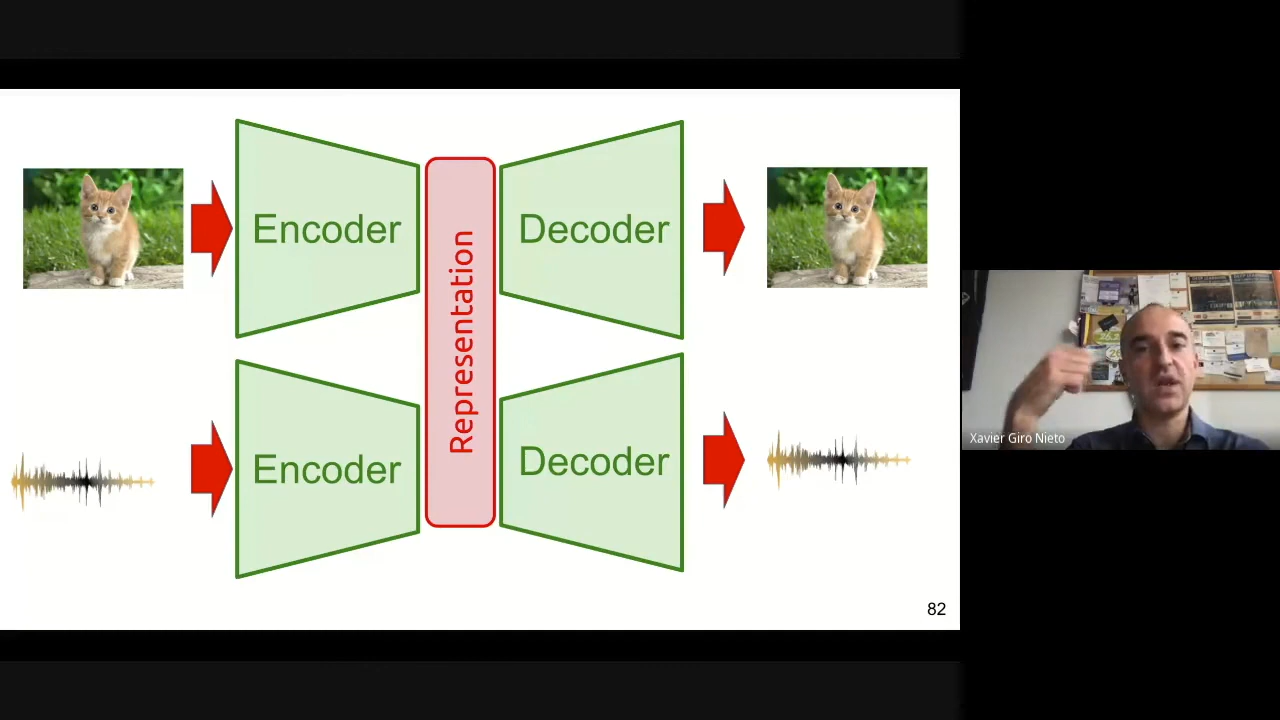 Encoder
Decoder
Representation
Encoder
Decoder
82
Xavier Giro Nieto